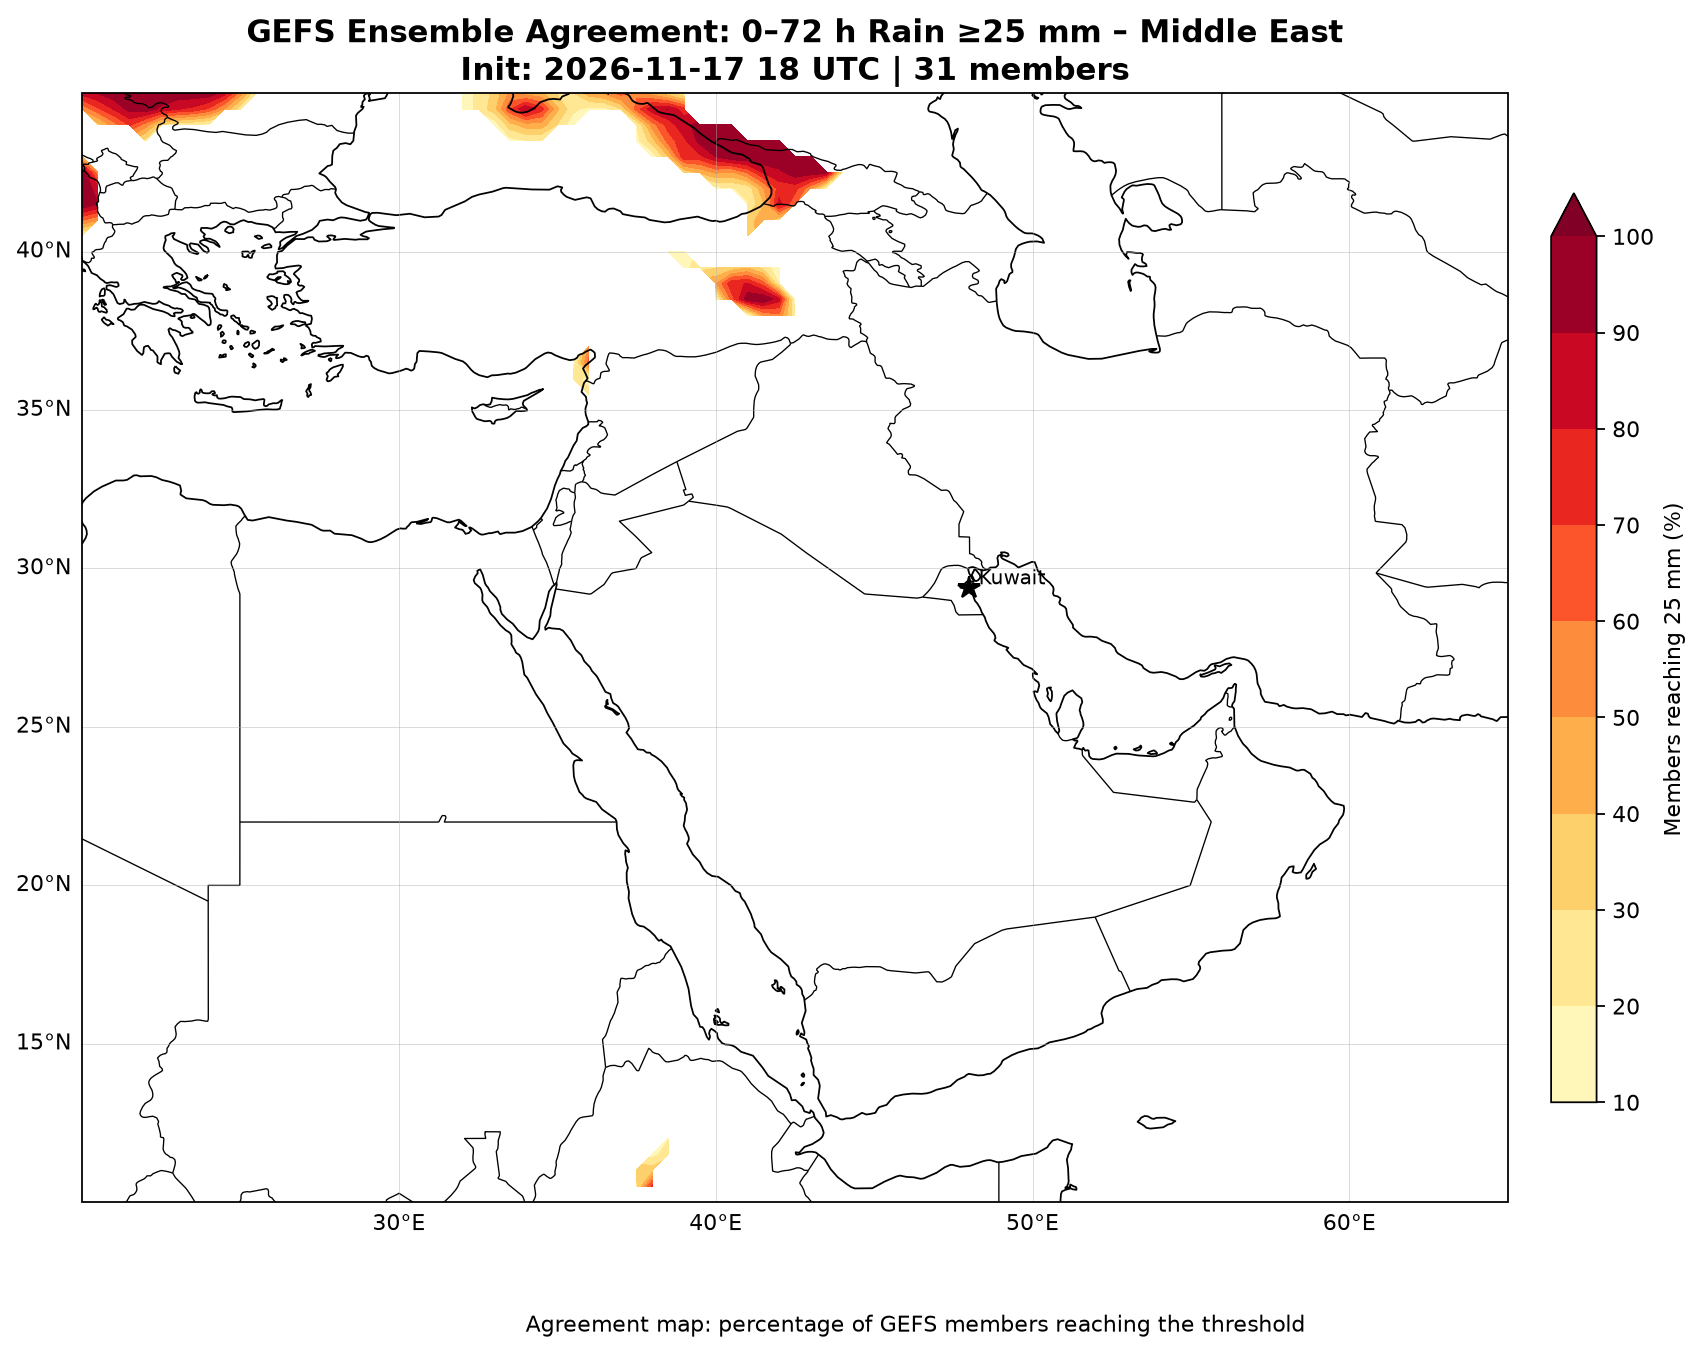 GEFS Ensemble Agreement: 0–72 h Rain ≥25 mm – Middle East
Init: 2026-11-17 18 UTC | 31 members
40°N
35°N
30°N
25°N
20°N
15°N
30°E
40°E
50°E
60°E
Kuwait
100
90
80
70
60
50
40
30
20
10
Members reaching 25 mm (%)
Agreement map: percentage of GEFS members reaching the threshold